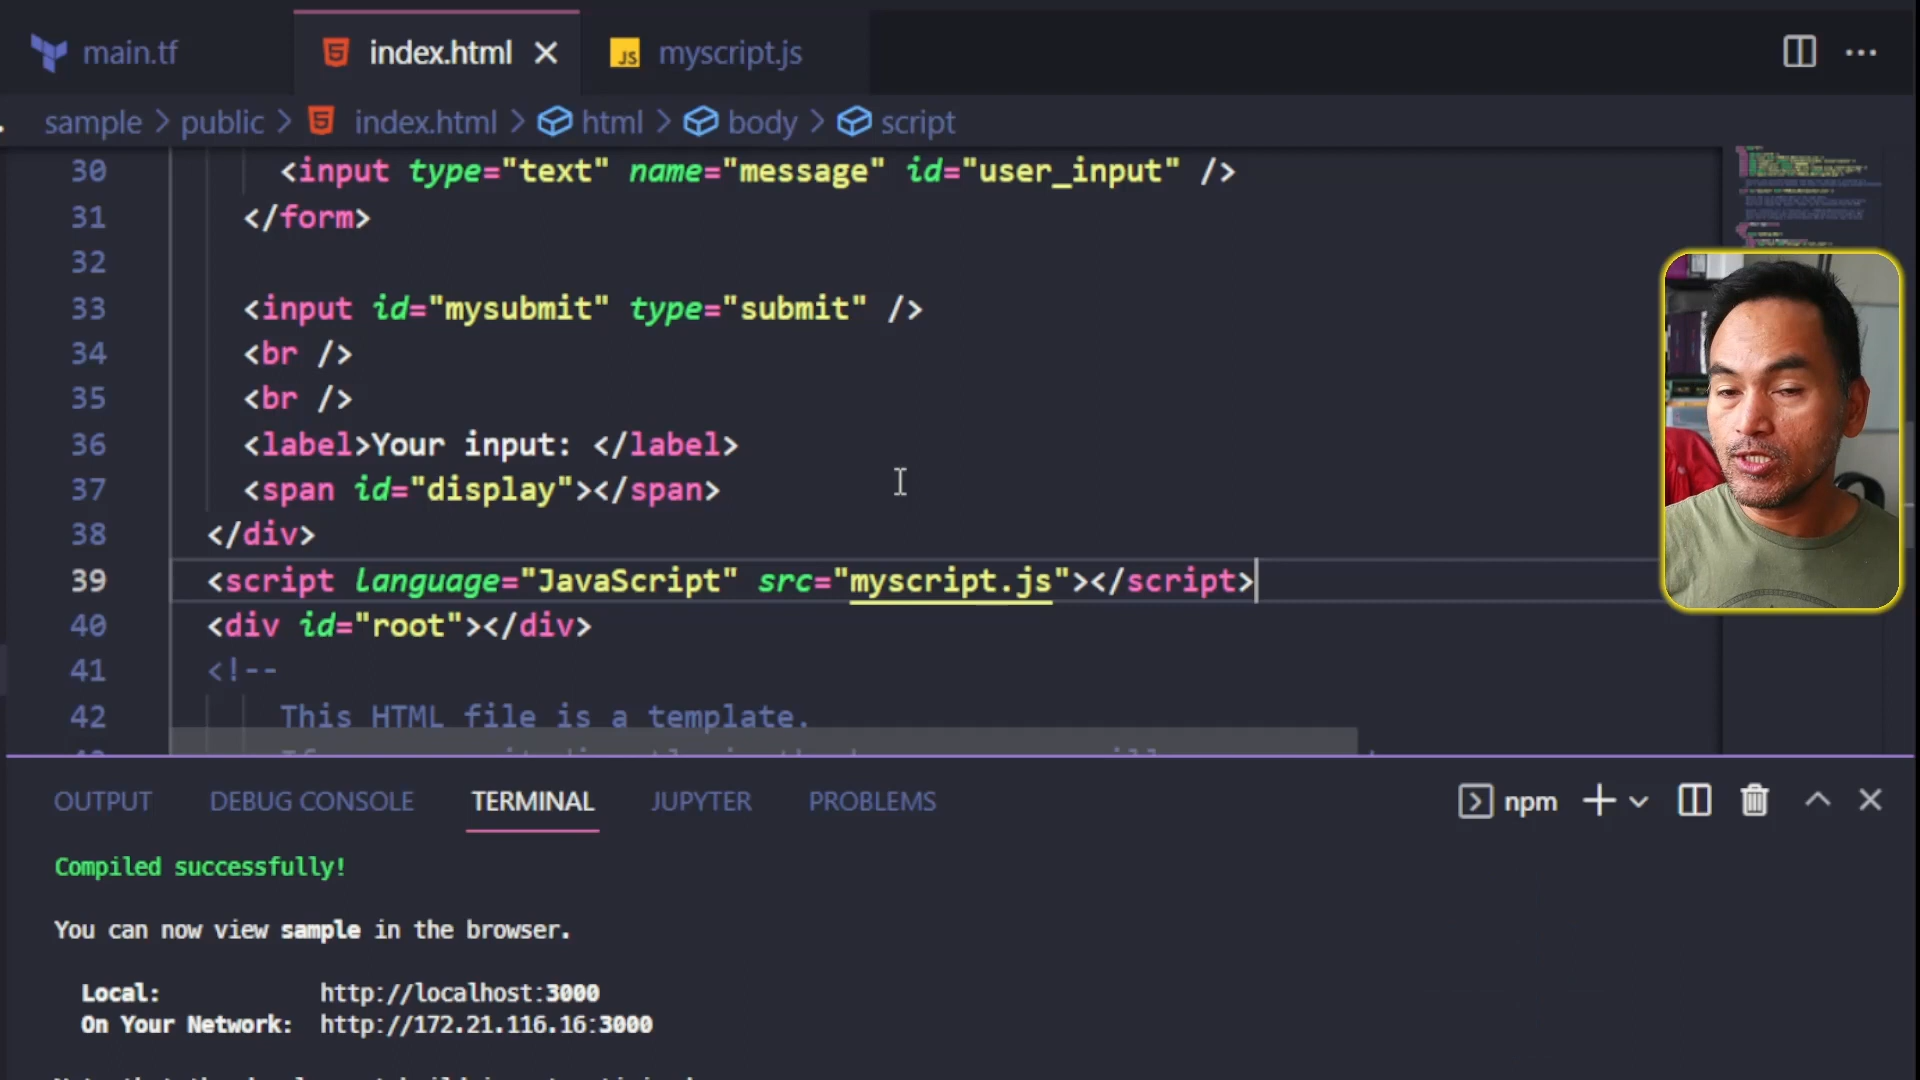 main.tf index.html myscript.js
sample > public > index.html > html > body > script
30 <input type="text" name="message" id="user_input" />
31 </form>
32
33 <input id="mysubmit" type="submit" />
34 <br />
35 <br />
36 <label>Your input: </label>
37 <span id="display"></span>
38 </div>
39 <script language="JavaScript" src="myscript.js"></script>
40 <div id="root"></div>
41 <!--
42 This HTML file is a template.
OUTPUT DEBUG CONSOLE TERMINAL JUPYTER PROBLEMS npm
Compiled successfully!
You can now view sample in the browser.
Local: http://localhost:3000
On Your Network: http://172.21.116.16:3000